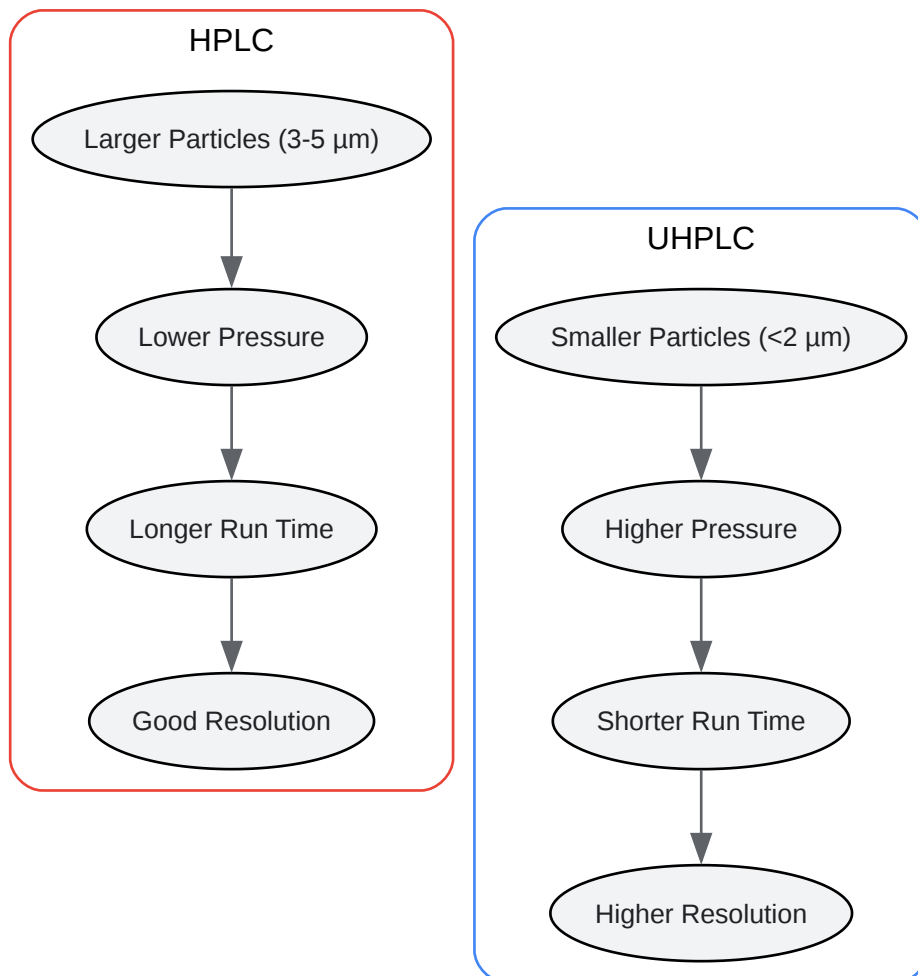 HPLC
Larger Particles (3-5 µm)
Lower Pressure
Longer Run Time
Good Resolution
UHPLC
Smaller Particles (<2 µm)
Higher Pressure
Shorter Run Time
Higher Resolution